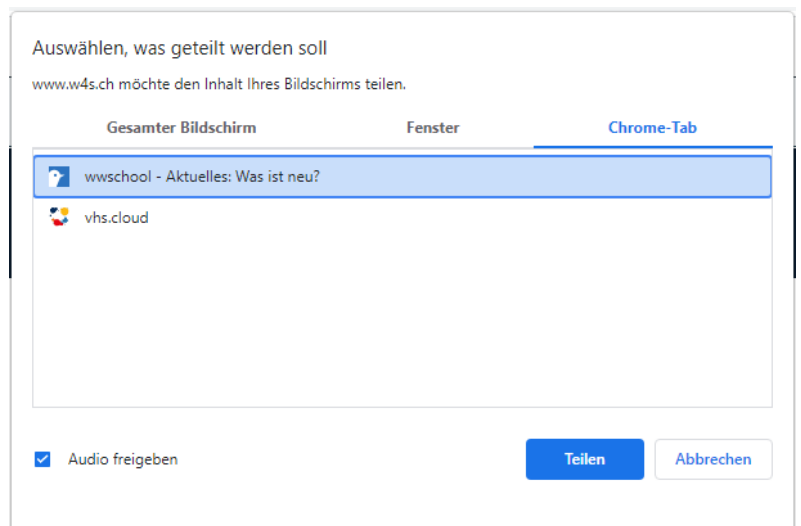 Auswählen, was geteilt werden soll
www.w4s.ch möchte den Inhalt Ihres Bildschirms teilen.
Gesamter Bildschirm Fenster Chrome-Tab
wwschool - Aktuelles: Was ist neu?
vhs.cloud
Audio freigeben Teilen Abbrechen